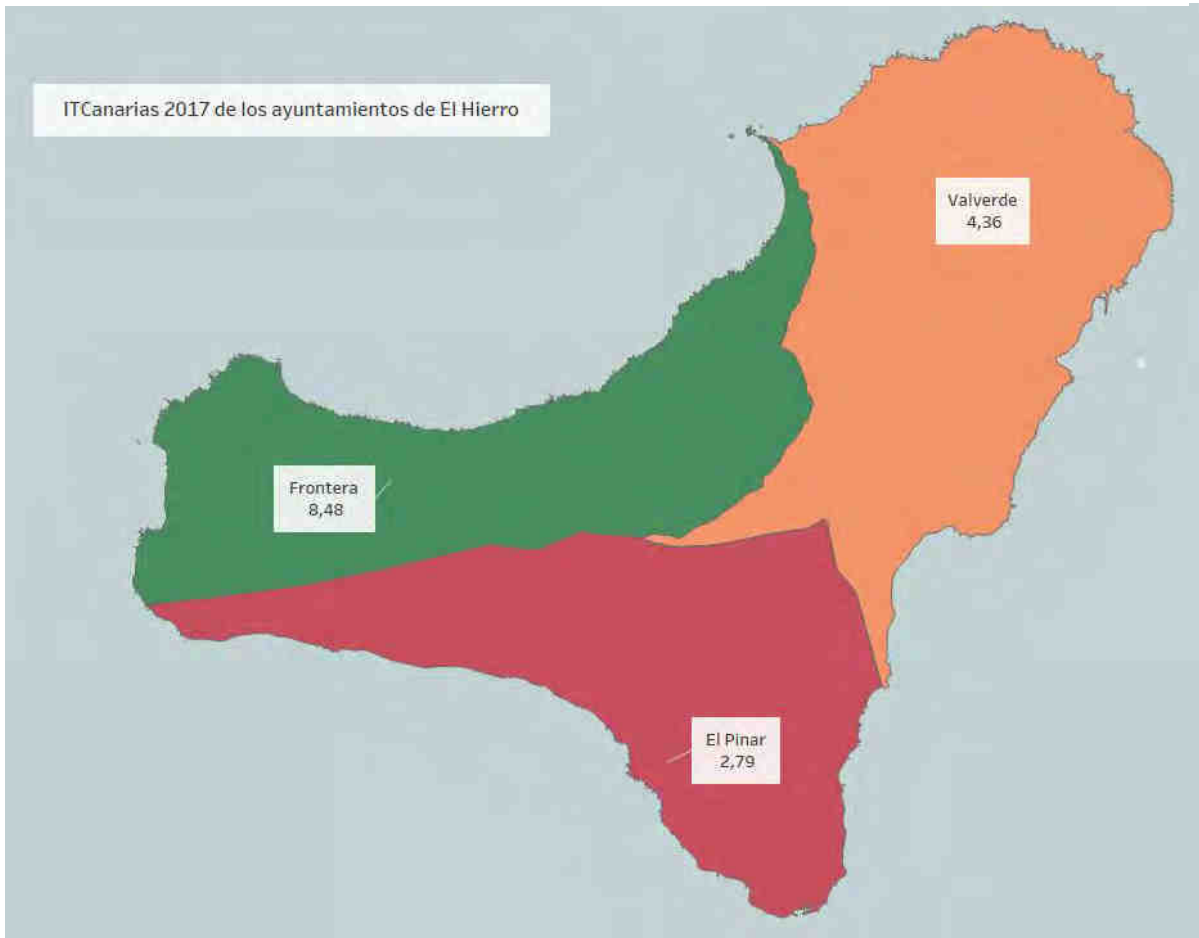 ITCanarias 2017 de los ayuntamientos de El Hierro
Valverde
4,36
Frontera
8,48
El Pinar
2,79